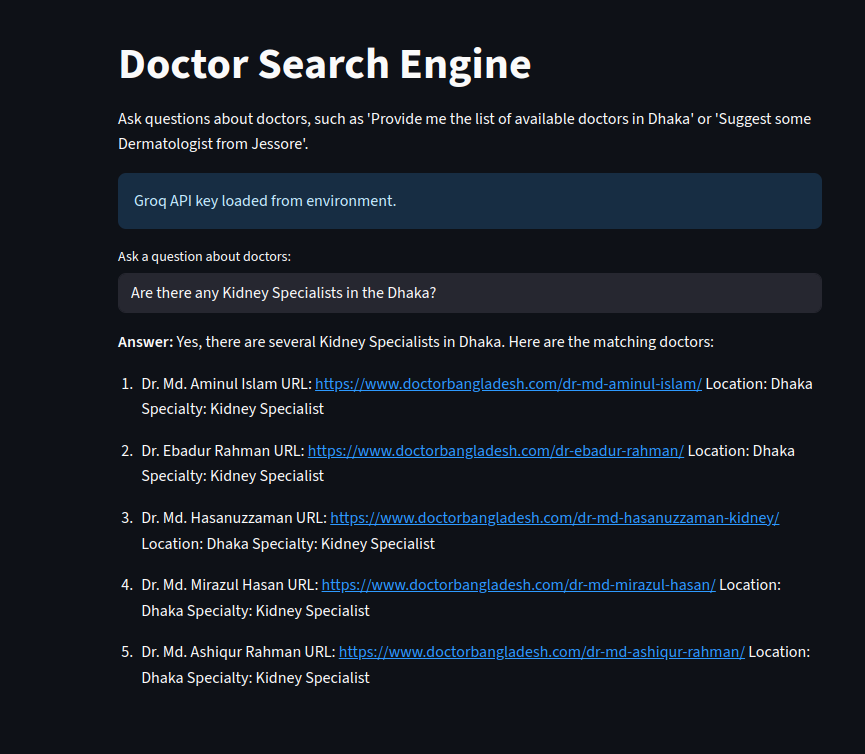 Doctor Search Engine
Ask questions about doctors, such as 'Provide me the list of available doctors in Dhaka' or 'Suggest some
Dermatologist from Jessore'.
Groq API key loaded from environment.
Ask a question about doctors:
Are there any Kidney Specialists in the Dhaka?
Answer: Yes, there are several Kidney Specialists in Dhaka. Here are the matching doctors:
1. Dr. Md. Aminul Islam URL: https://www.doctorbangladesh.com/dr-md-aminul-islam/ Location: Dhaka
Specialty: Kidney Specialist
2. Dr. Ebadur Rahman URL: https://www.doctorbangladesh.com/dr-ebadur-rahman/ Location: Dhaka
Specialty: Kidney Specialist
3. Dr. Md. Hasanuzzaman URL: https://www.doctorbangladesh.com/dr-md-hasanuzzaman-kidney/
Location: Dhaka Specialty: Kidney Specialist
4. Dr. Md. Mirazul Hasan URL: https://www.doctorbangladesh.com/dr-md-mirazul-hasan/ Location:
Dhaka Specialty: Kidney Specialist
5. Dr. Md. Ashiqur Rahman URL: https://www.doctorbangladesh.com/dr-md-ashiqur-rahman/ Location:
Dhaka Specialty: Kidney Specialist